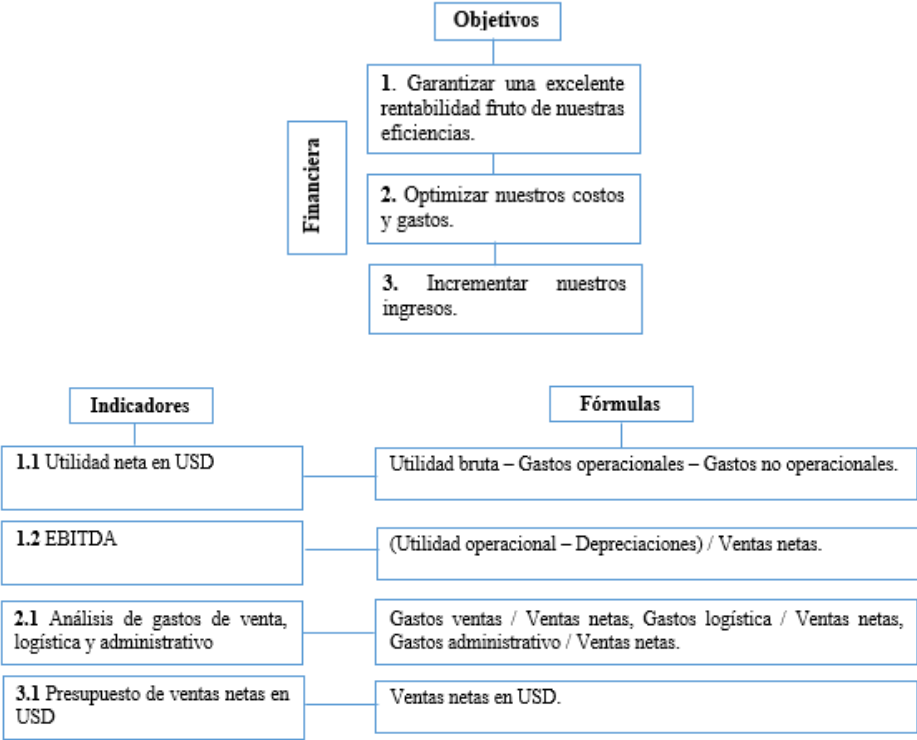 Objetivos
1. Garantizar una excelente
rentabilidad fruto de nuestras
eficiencias.
Financiera
2. Optimizar nuestros costos
y gastos.
3. Incrementar nuestros
ingresos.
Indicadores
Fórmulas
1.1 Utilidad neta en USD
Utilidad bruta – Gastos operacionales – Gastos no operacionales.
1.2 EBITDA
(Utilidad operacional – Depreciaciones) / Ventas netas.
2.1 Análisis de gastos de venta,
logística y administrativo
Gastos ventas / Ventas netas, Gastos logística / Ventas netas,
Gastos administrativo / Ventas netas.
3.1 Presupuesto de ventas netas en
USD
Ventas netas en USD.